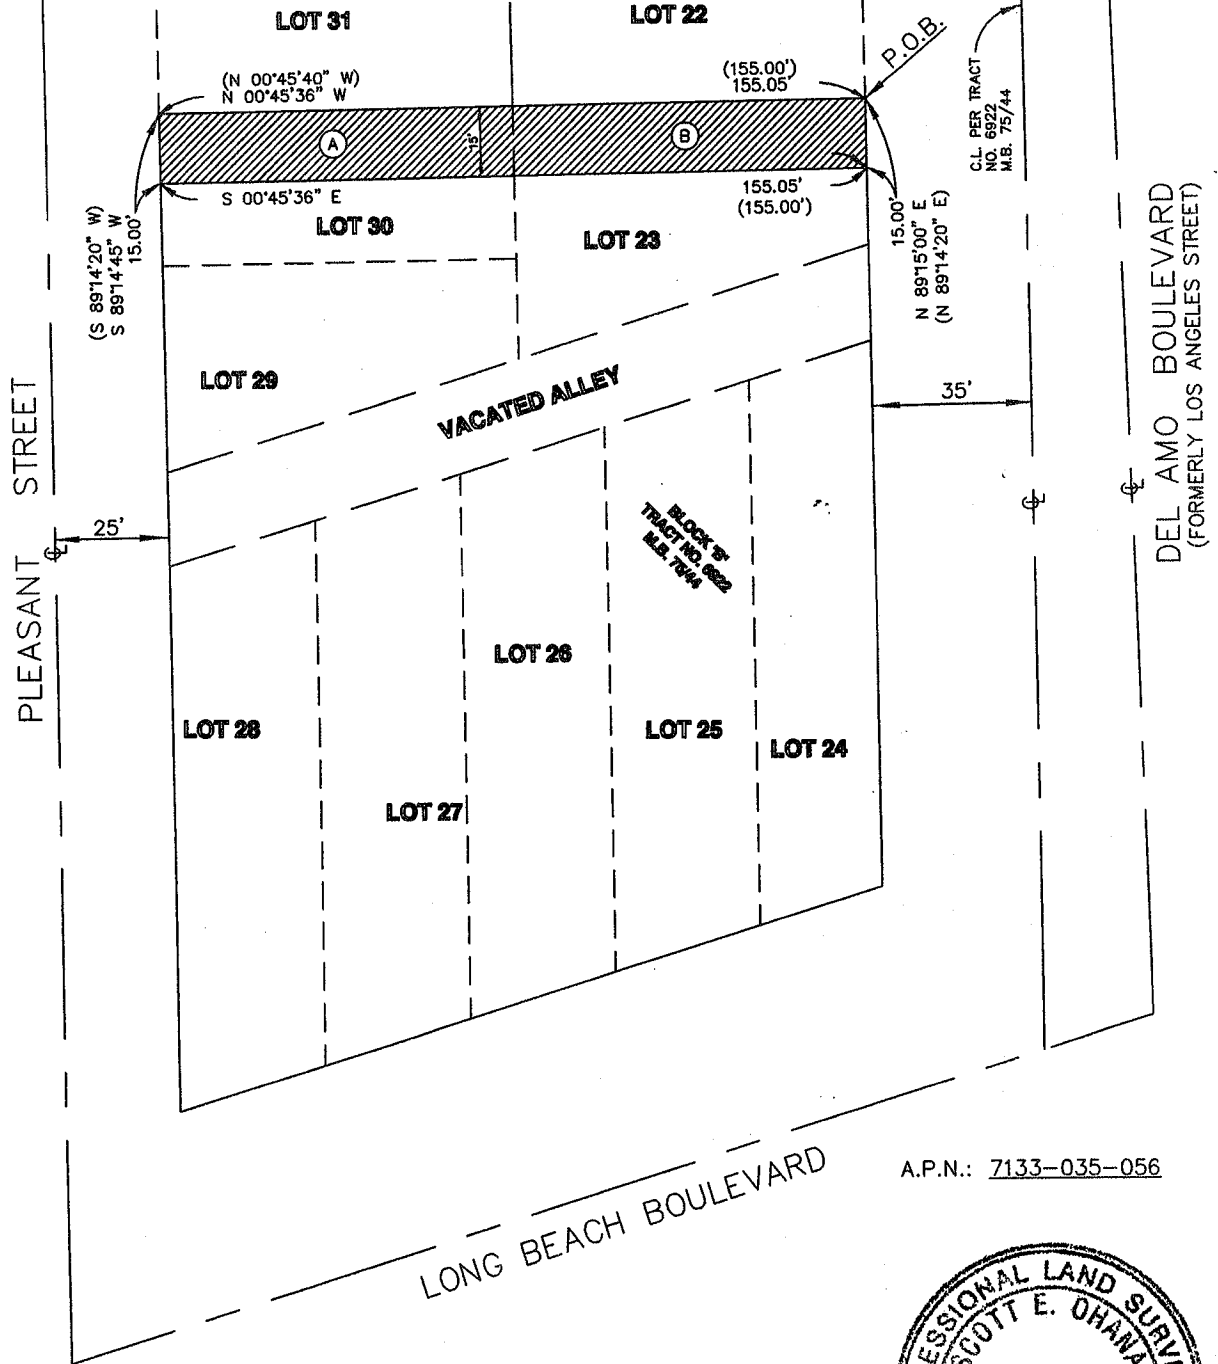 LOT 31
LOT 22
P.O.B.
(N 00°45'40" W)
N 00°45'36" W
(155.00')
155.05'
C.L. PER TRACT
NO. 6922
M.B. 75/44
A
15'
B
S 00°45'36" E
155.05'
(155.00')
(S 89°14'20" W)
S 89°14'45" W
15.00'
15.00'
N 89°15'00" E
(N 89°14'20" E)
LOT 30
LOT 23
DEL AMO BOULEVARD
(FORMERLY LOS ANGELES STREET)
LOT 29
VACATED ALLEY
35'
PLEASANT STREET
25'
BLOCK "B"
TRACT NO. 6922
M.B. 75/44
LOT 26
LOT 28
LOT 25
LOT 24
LOT 27
A.P.N.: 7133-035-056
LONG BEACH BOULEVARD
ESSIONAL LAND SURV
SCOTT E. OHANA